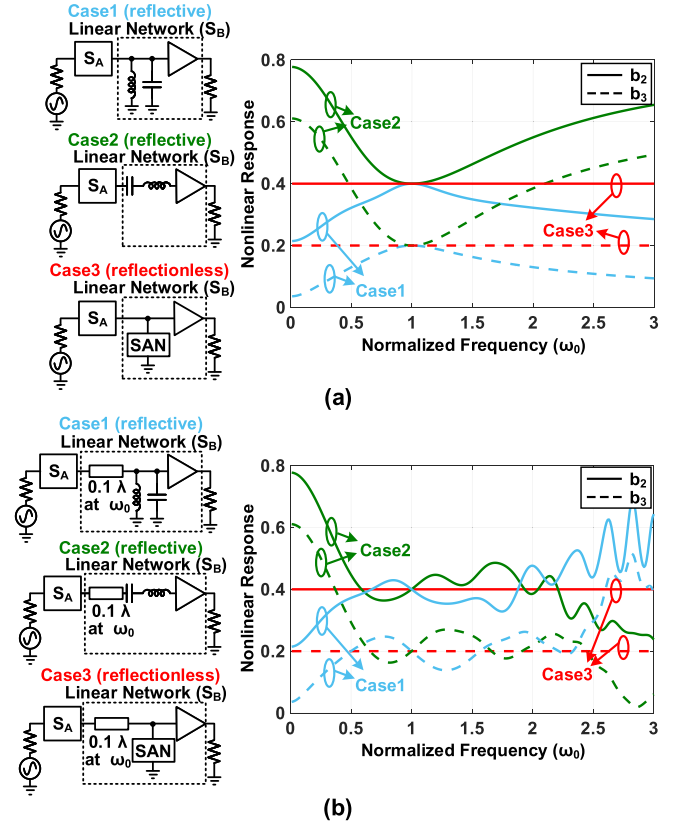 Case1 (reflective)
Linear Network (SB)
SA
Case2 (reflective)
Linear Network (SB)
SA
Case3 (reflectionless)
Linear Network (SB)
SA
SAN
Nonlinear Response
0.8
0.6
0.4
0.2
0
0 0.5 1 1.5 2 2.5 3
Normalized Frequency (ω0)
b2
b3
Case2
Case3
Case1
(a)
Case1 (reflective)
Linear Network (SB)
SA
0.1 λ
at ω0
Case2 (reflective)
Linear Network (SB)
SA
0.1 λ
at ω0
Case3 (reflectionless)
Linear Network (SB)
SA
0.1 λ
at ω0
SAN
Nonlinear Response
0.8
0.6
0.4
0.2
0
0 0.5 1 1.5 2 2.5 3
Normalized Frequency (ω0)
b2
b3
Case2
Case1
Case3
(b)